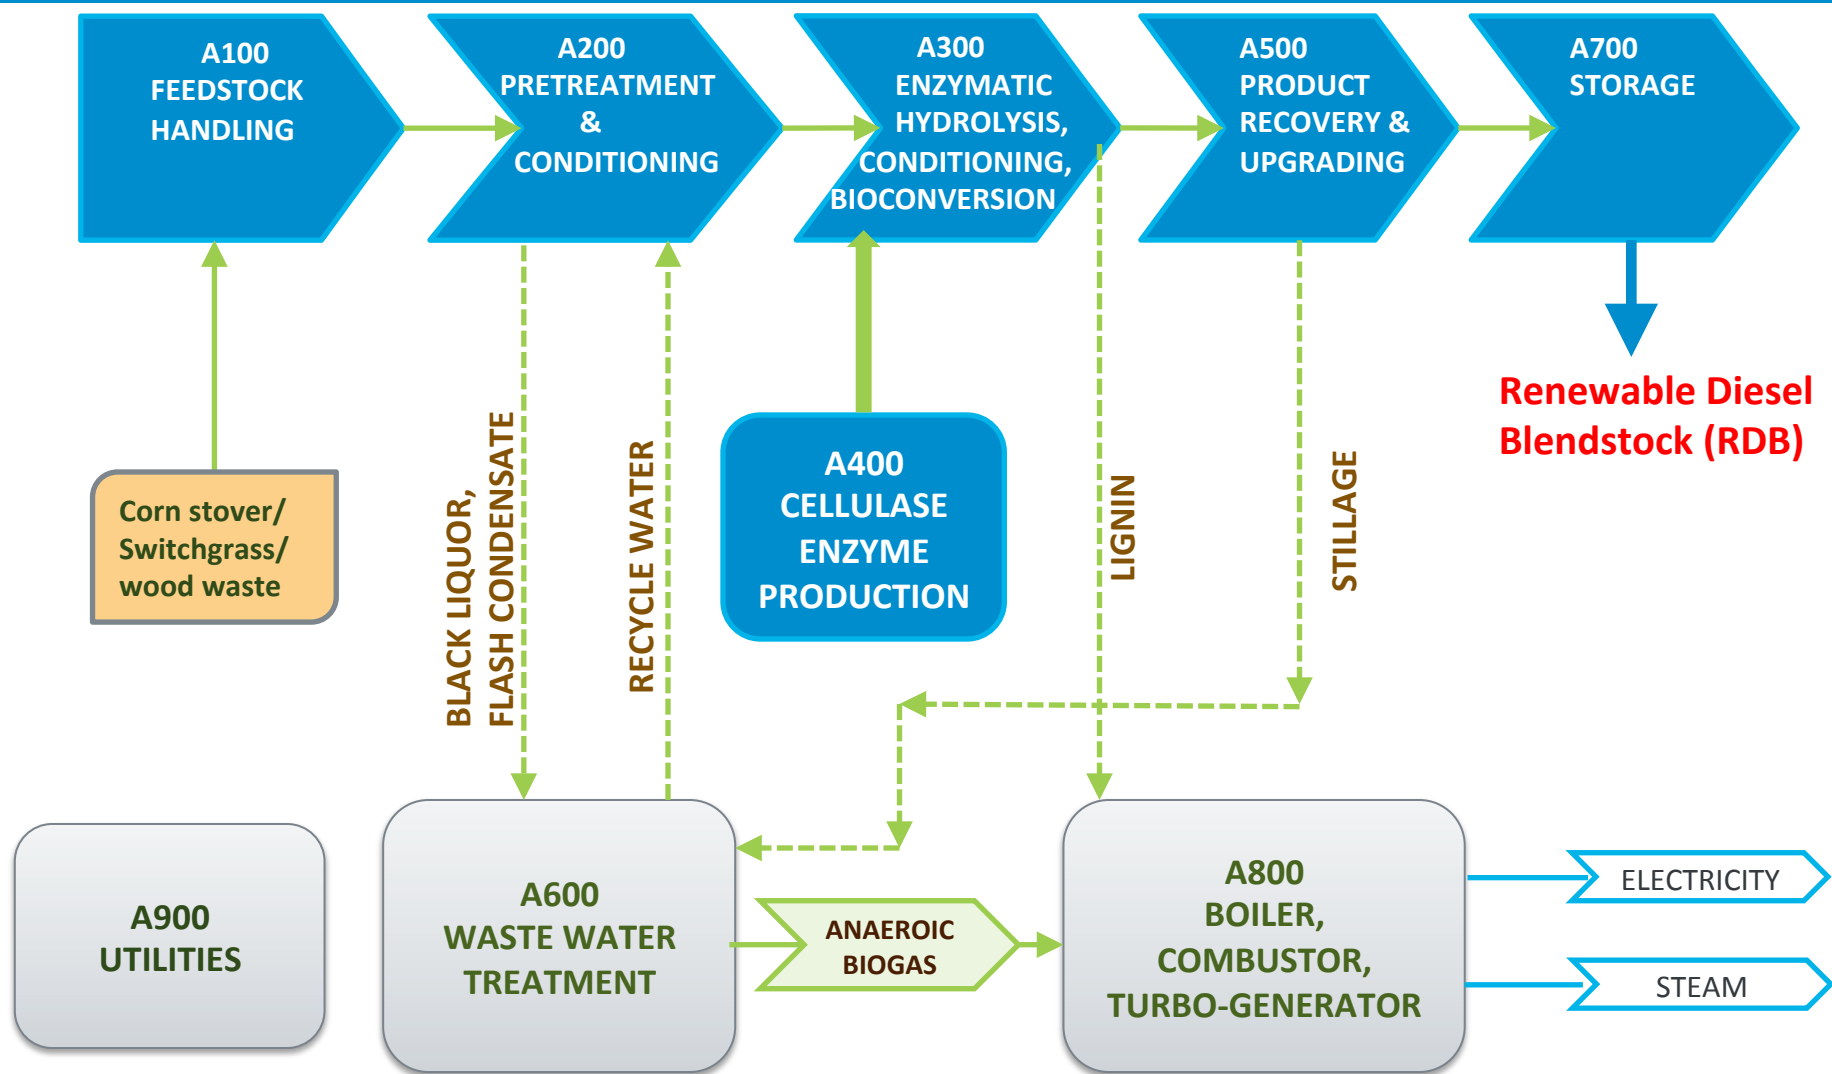 A100
FEEDSTOCK
HANDLING
A200
PRETREATMENT
&
CONDITIONING
A300
ENZYMATIC
HYDROLYSIS,
CONDITIONING,
BIOCONVERSION
A500
PRODUCT
RECOVERY &
UPGRADING
A700
STORAGE
Renewable Diesel
Blendstock (RDB)
Corn stover/
Switchgrass/
wood waste
BLACK LIQUOR,
FLASH CONDENSATE
RECYCLE WATER
A400
CELLULASE
ENZYME
PRODUCTION
LIGNIN
STILLAGE
A900
UTILITIES
A600
WASTE WATER
TREATMENT
ANAEROIC
BIOGAS
A800
BOILER,
COMBUSTOR,
TURBO-GENERATOR
ELECTRICITY
STEAM